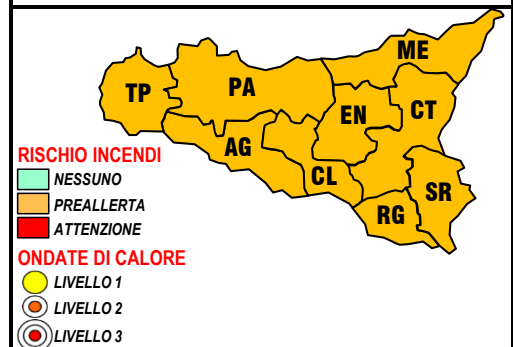 ME
TP
PA
EN
CT
AG
CL
SR
RG
RISCHIO INCENDI
NESSUNO
PREALLERTA
ATTENZIONE
ONDATE DI CALORE
LIVELLO 1
LIVELLO 2
LIVELLO 3